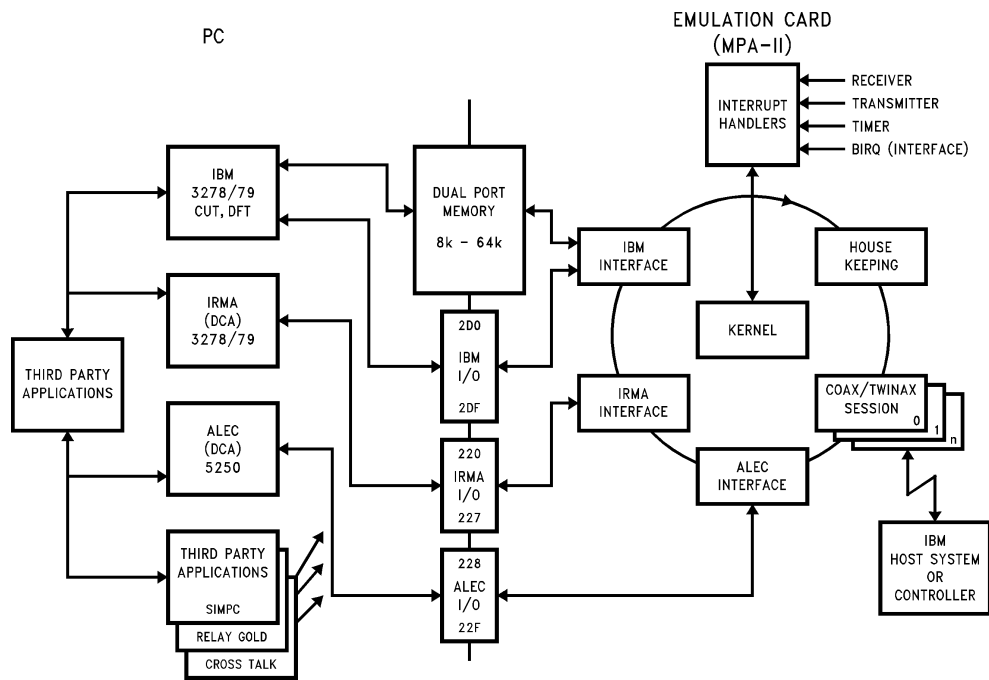 PC
EMULATION CARD
(MPA-II)
INTERRUPT
HANDLERS
RECEIVER
TRANSMITTER
TIMER
BIRQ (INTERFACE)
IBM
3278/79
CUT, DFT
DUAL PORT
MEMORY
8k - 64k
IBM
INTERFACE
HOUSE
KEEPING
IRMA
(DCA)
3278/79
2D0
IBM
I/O
2DF
KERNEL
THIRD PARTY
APPLICATIONS
IRMA
INTERFACE
COAX/TWINAX
SESSION
0
1
n
ALEC
(DCA)
5250
220
IRMA
I/O
227
ALEC
INTERFACE
THIRD PARTY
APPLICATIONS
SIMPC
RELAY GOLD
CROSS TALK
228
ALEC
I/O
22F
IBM
HOST SYSTEM
OR
CONTROLLER